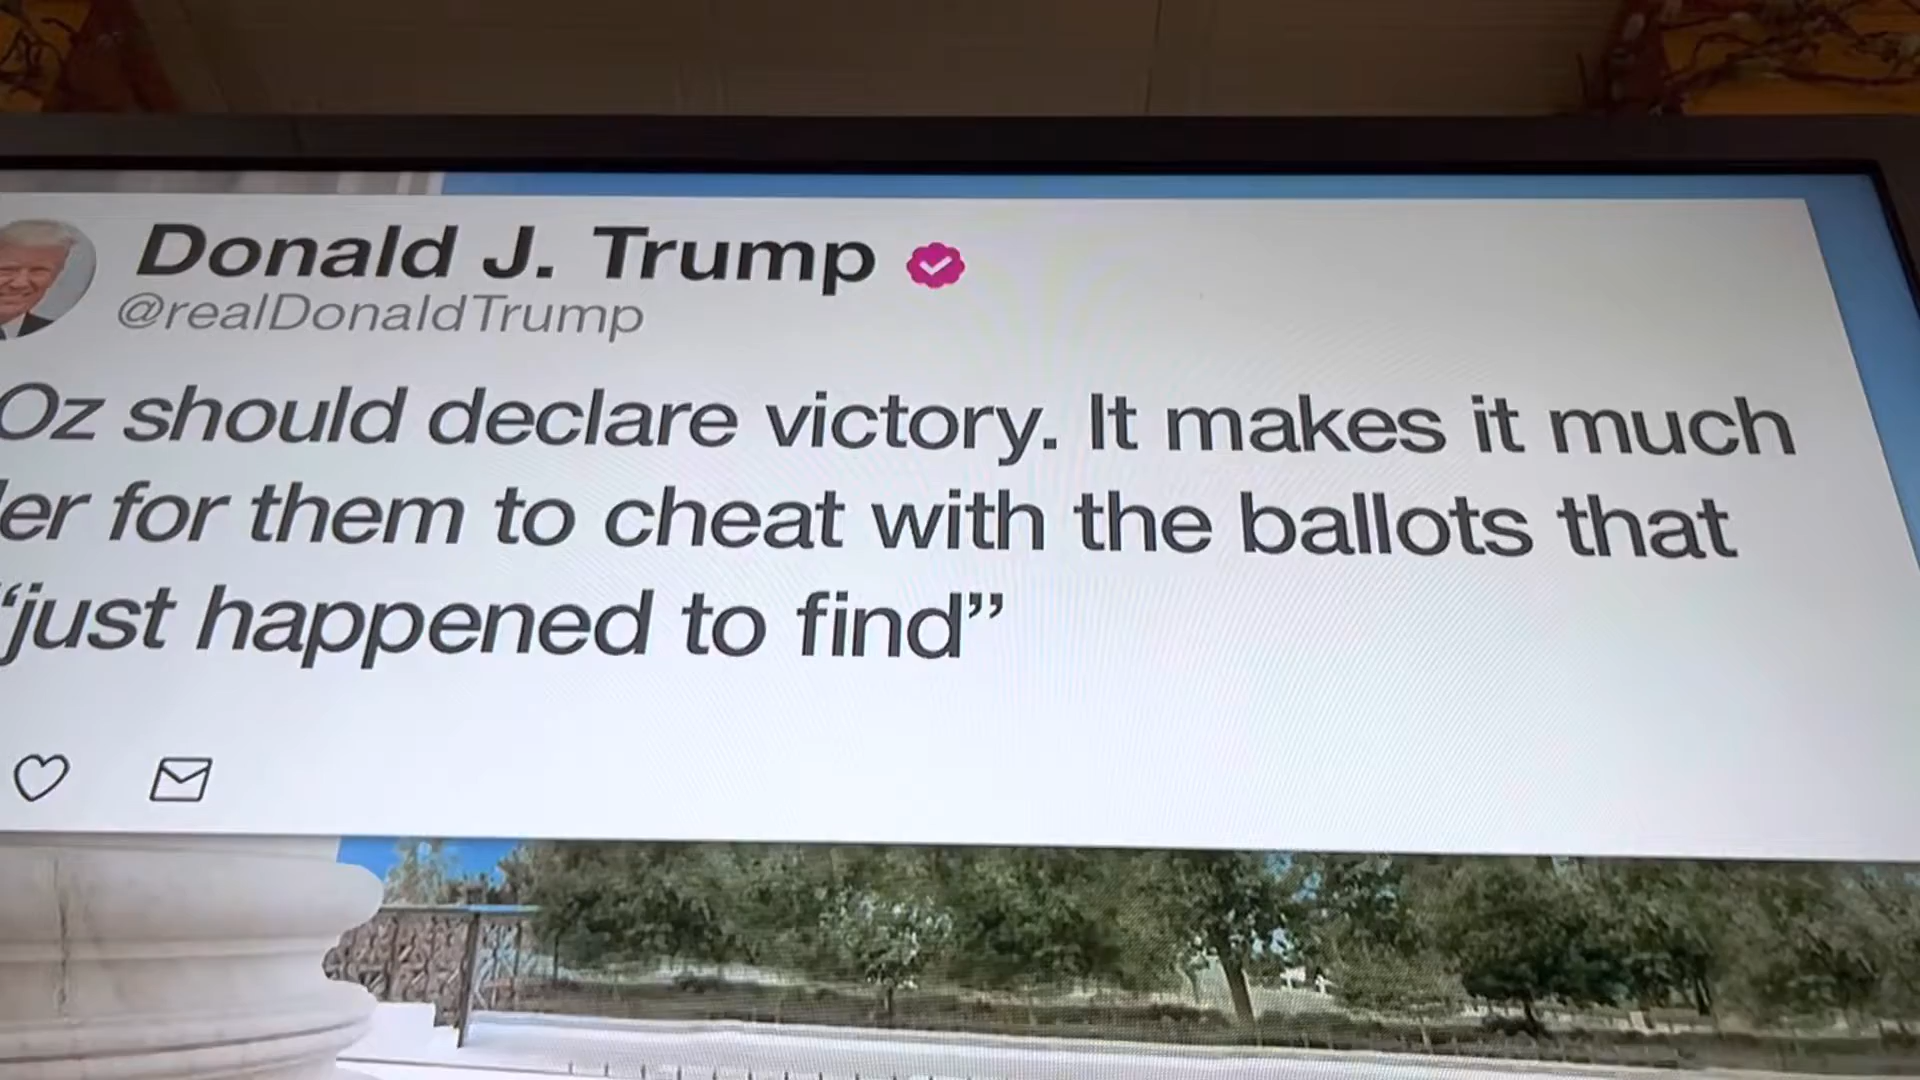 Donald J. Trump
@realDonaldTrump
Oz should declare victory. It makes it much
er for them to cheat with the ballots that
“just happened to find”